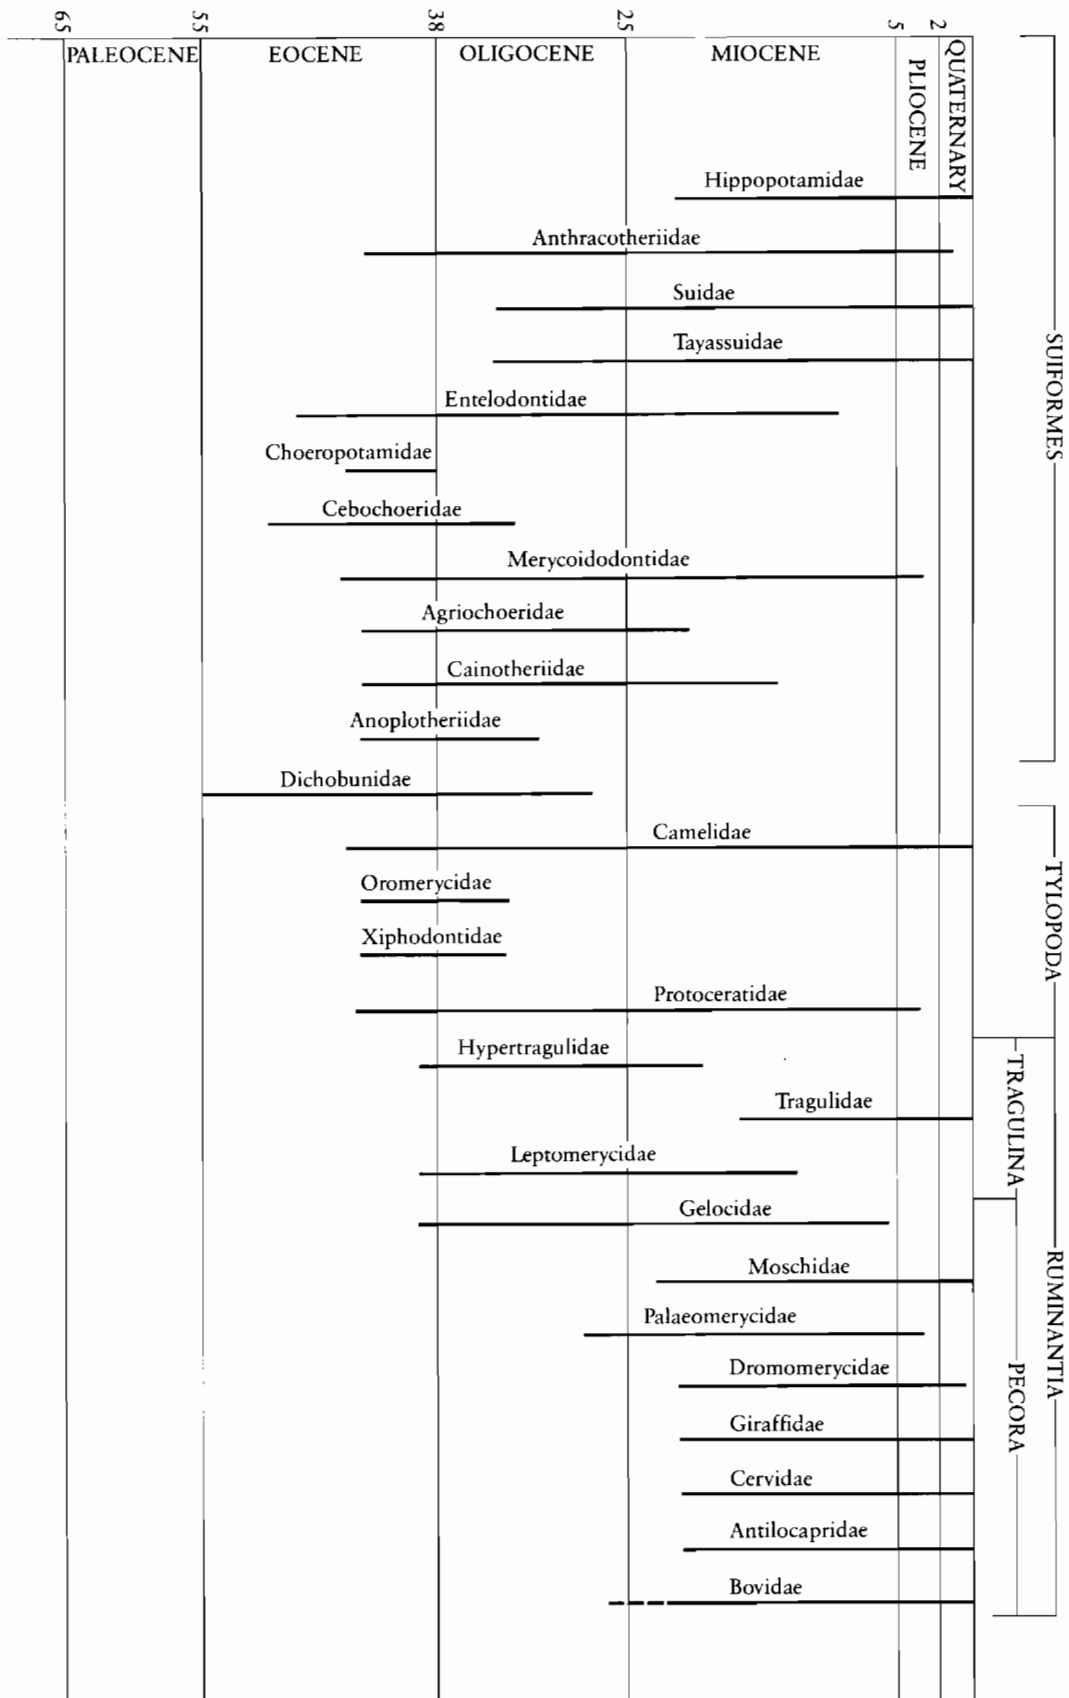 65
55
38
25
5
2
PALEOCENE
EOCENE
OLIGOCENE
MIOCENE
PLIOCENE
QUATERNARY
Hippopotamidae
Anthracotheriidae
Suidae
Tayassuidae
Entelodontidae
Choeropotamidae
Cebochoeridae
Merycoidodontidae
Agriochoeridae
Cainotheriidae
Anoplotheriidae
Dichobunidae
SUIFORMES
Camelidae
Oromerycidae
Xiphodontidae
Protoceratidae
TYLOPODA
Hypertragulidae
Tragulidae
Leptomerycidae
TRAGULINA
Gelocidae
Moschidae
Palaeomerycidae
Dromomerycidae
Giraffidae
Cervidae
Antilocapridae
Bovidae
PECORA
RUMINANTIA